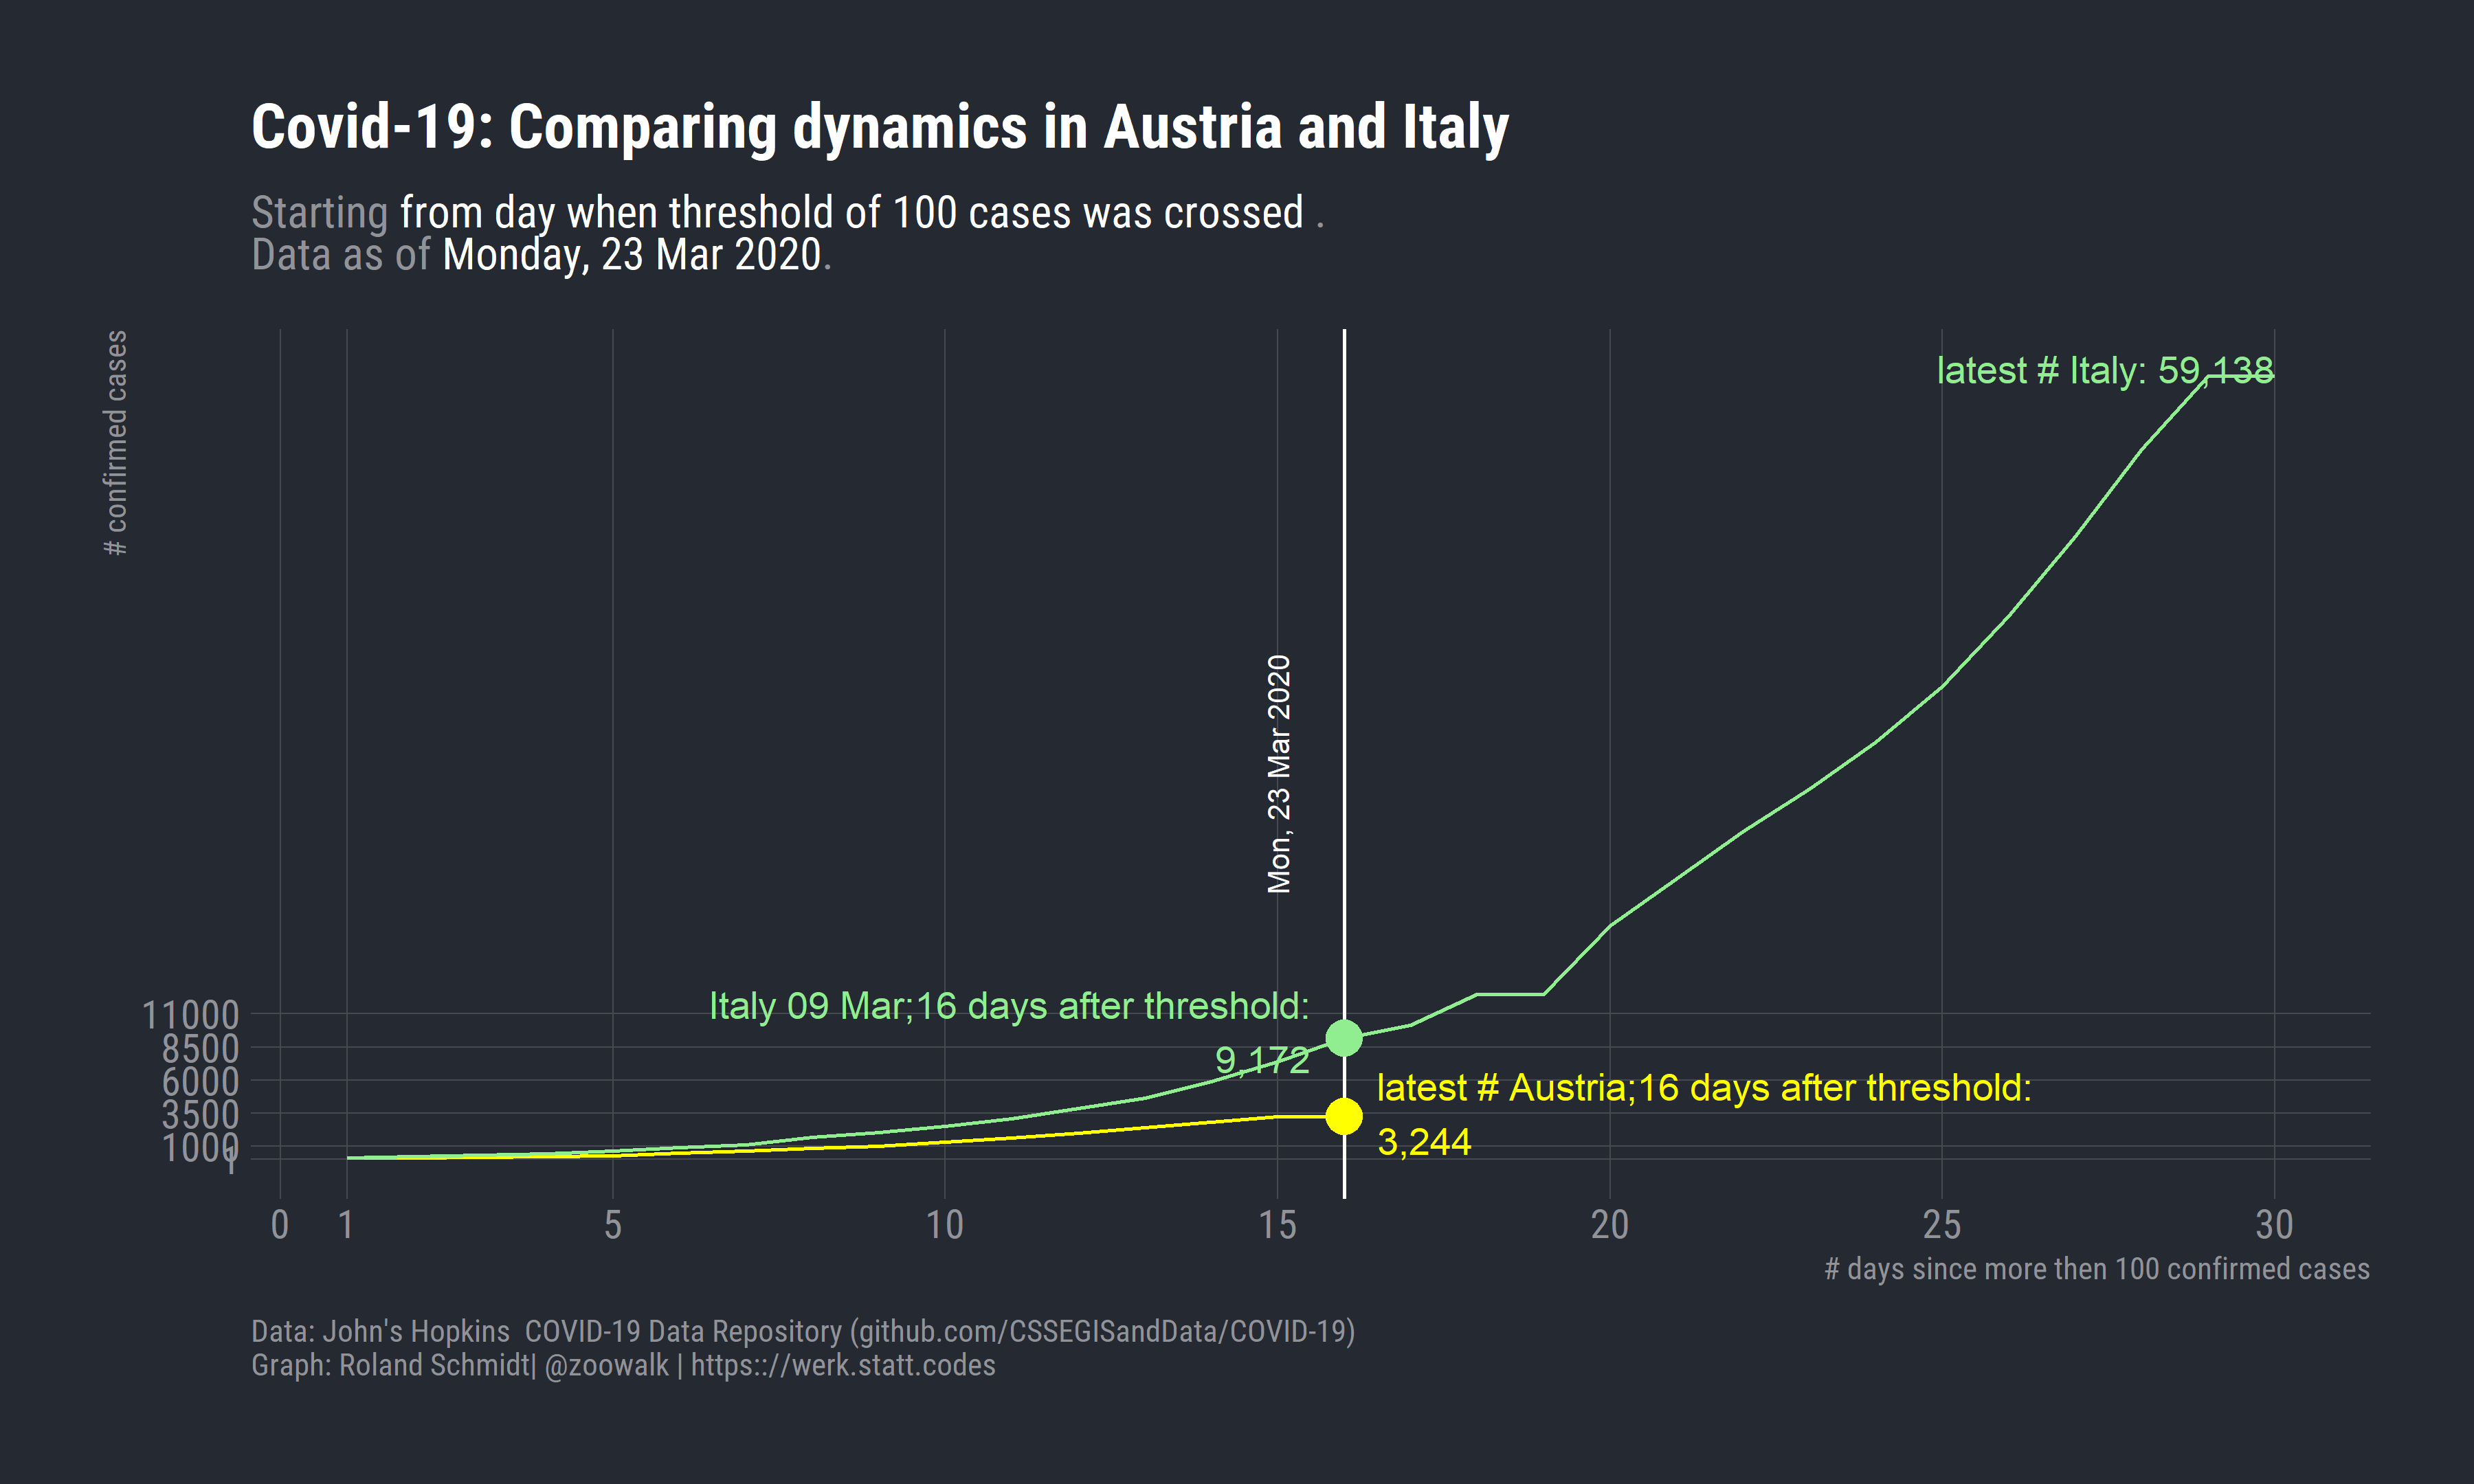 Covid-19: Comparing dynamics in Austria and Italy
Starting from day when threshold of 100 cases was crossed .
Data as of Monday, 23 Mar 2020.
# confirmed cases
latest # Italy: 59,138
Mon, 23 Mar 2020
Italy 09 Mar;16 days after threshold:
9,172
latest # Austria;16 days after threshold:
3,244
11000
8500
6000
3500
1000
1
0 1 5 10 15 20 25 30
# days since more then 100 confirmed cases
Data: John's Hopkins  COVID-19 Data Repository (github.com/CSSEGISandData/COVID-19)
Graph: Roland Schmidt| @zoowalk | https:://werk.statt.codes